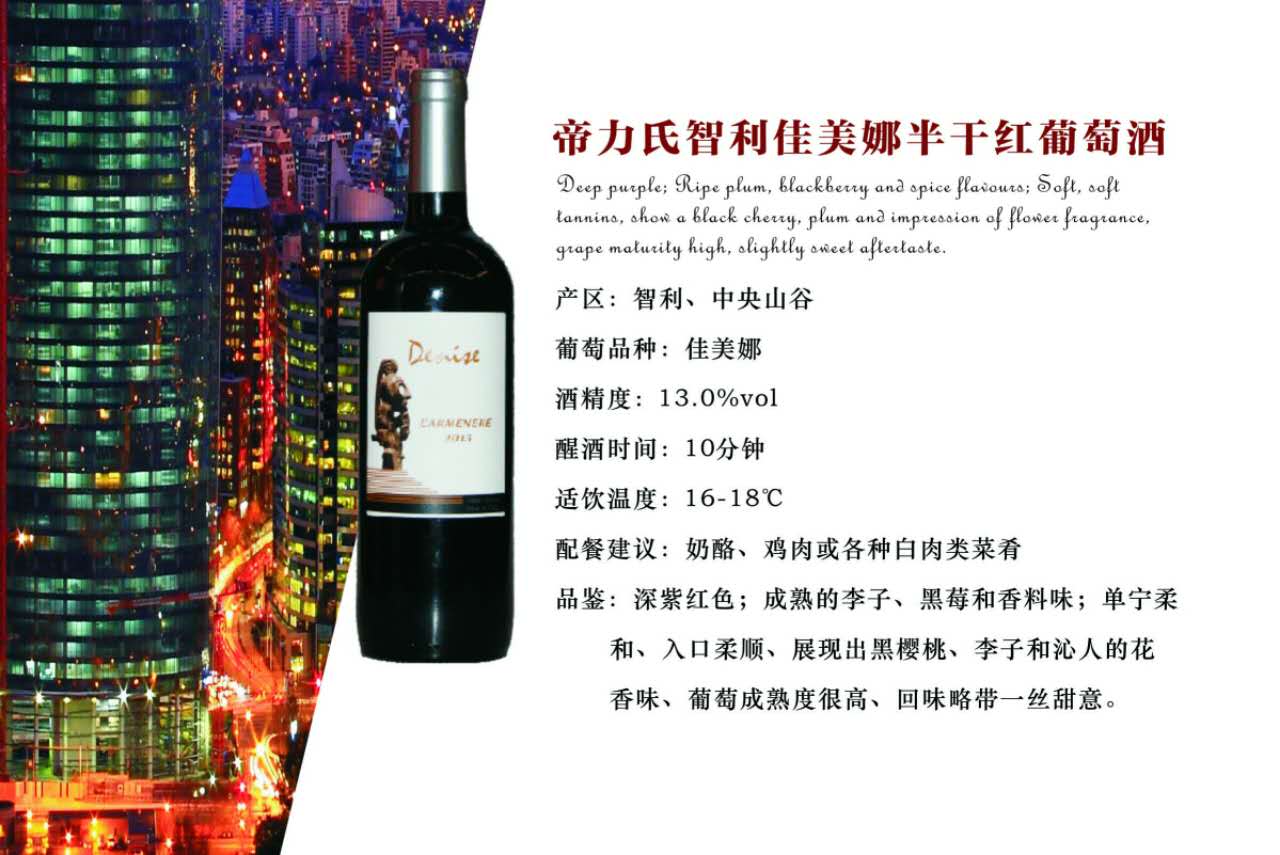 帝力氏智利佳美娜半干红葡萄酒
Deep purple; Ripe plum, blackberry and spice flavours; Soft, soft
tannins, show a black cherry, plum and impression of flower fragrance,
grape maturity high, slightly sweet aftertaste.
产区：智利、中央山谷
葡萄品种：佳美娜
酒精度：13.0%vol
醒酒时间：10分钟
适饮温度：16-18℃
配餐建议：奶酪、鸡肉或各种白肉类菜肴
品鉴：深紫红色；成熟的李子、黑莓和香料味；单宁柔
和、入口柔顺、展现出黑樱桃、李子和沁人的花
香味、葡萄成熟度很高、回味略带一丝甜意。
Denise
CARMENERE